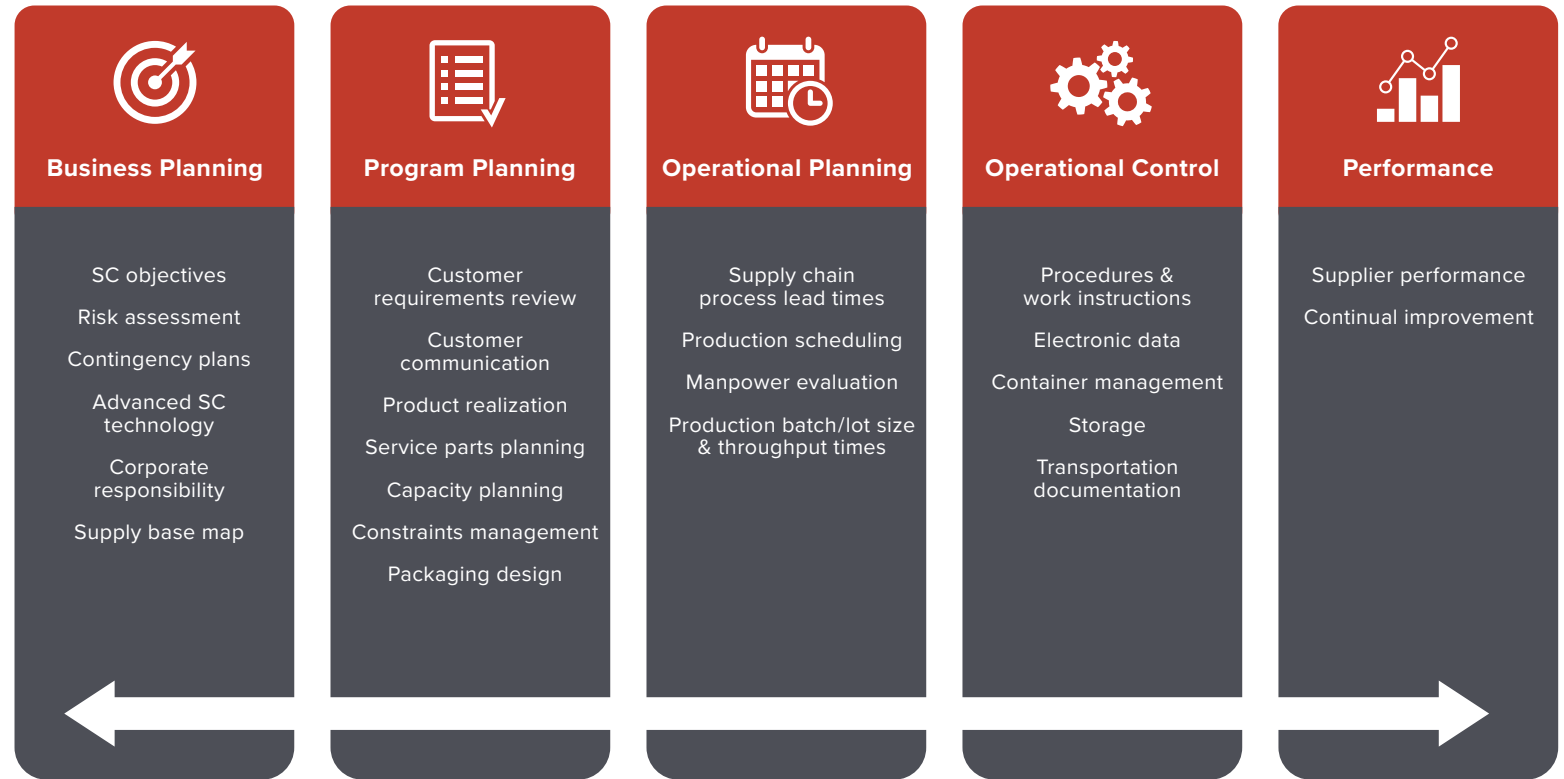 Business Planning
SC objectives
Risk assessment
Contingency plans
Advanced SC
technology
Corporate
responsibility
Supply base map
Program Planning
Customer
requirements review
Customer
communication
Product realization
Service parts planning
Capacity planning
Constraints management
Packaging design
Operational Planning
Supply chain
process lead times
Production scheduling
Manpower evaluation
Production batch/lot size
& throughput times
Operational Control
Procedures &
work instructions
Electronic data
Container management
Storage
Transportation
documentation
Performance
Supplier performance
Continual improvement